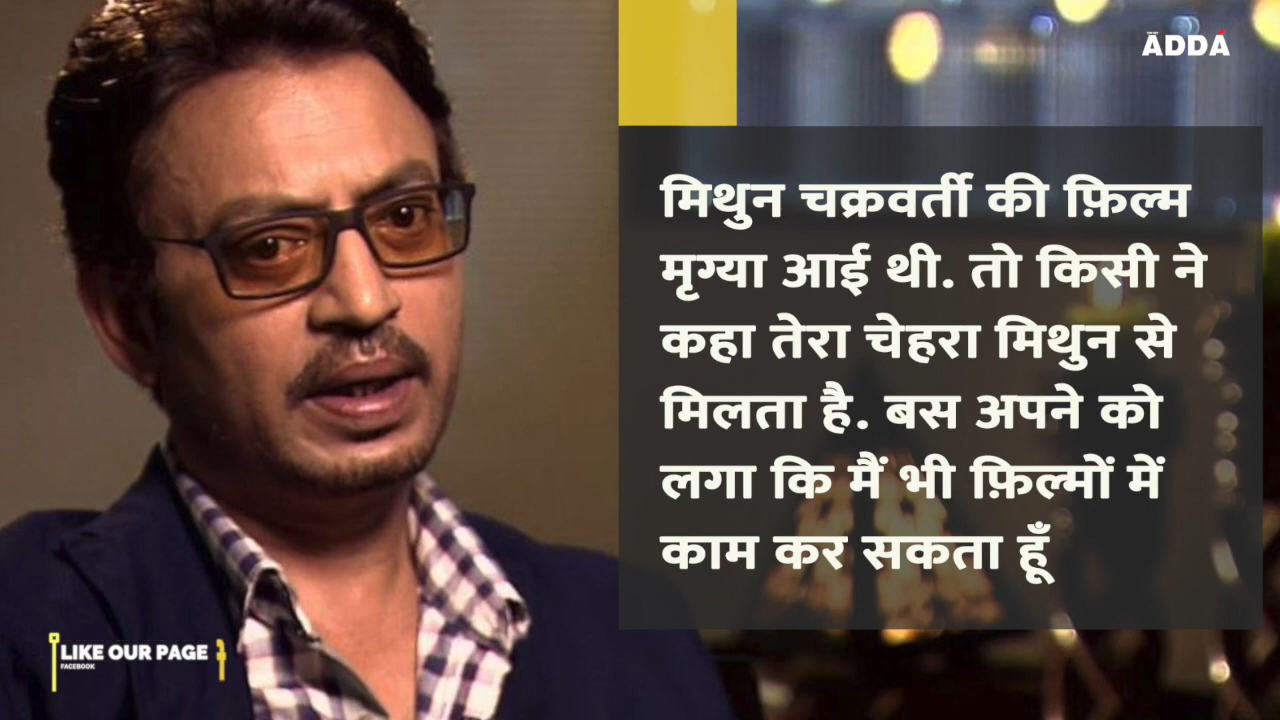 ADDA
मिथुन चक्रवर्ती की फ़िल्म
मृग्या आई थी. तो किसी ने
कहा तेरा चेहरा मिथुन से
मिलता है. बस अपने को
लगा कि मैं भी फ़िल्मों में
काम कर सकता हूँ
LIKE OUR PAGE
FACEBOOK